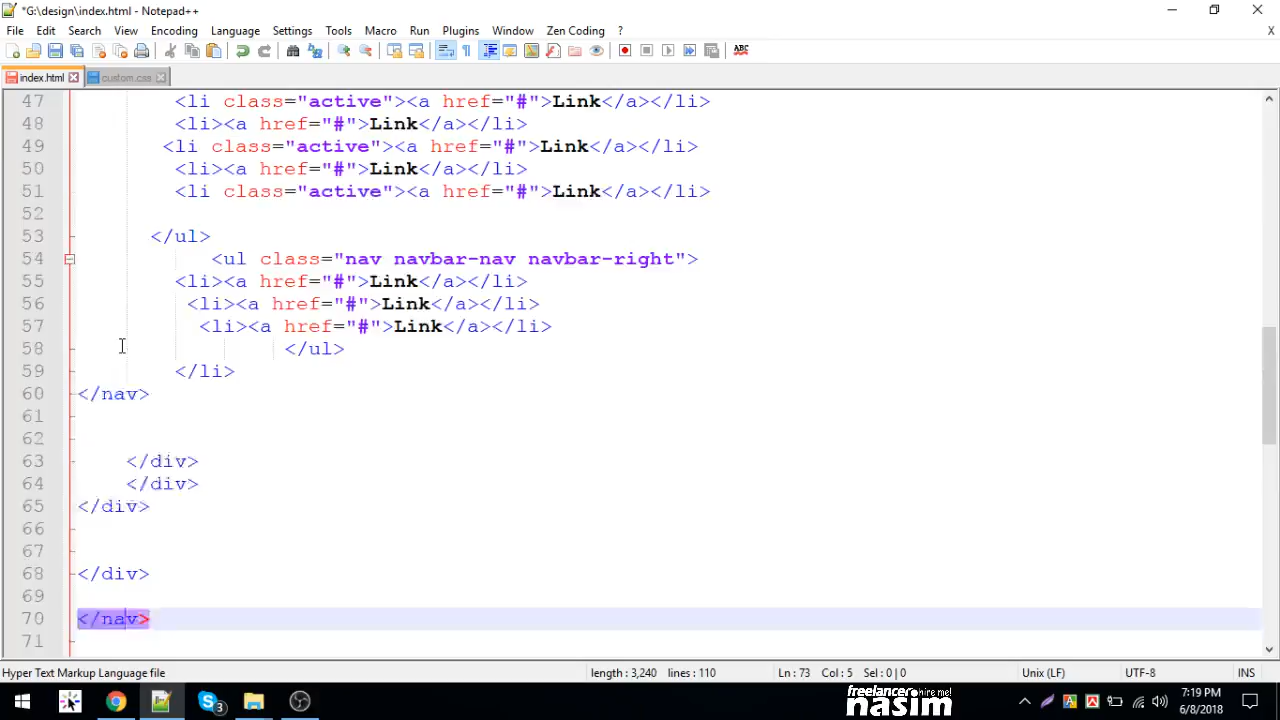 *G:\design\index.html - Notepad++
File Edit Search View Encoding Language Settings Tools Macro Run Plugins Window Zen Coding ? X
index.html custom.css
47 <li class="active"><a href="#">Link</a></li>
48 <li><a href="#">Link</a></li>
49 <li class="active"><a href="#">Link</a></li>
50 <li><a href="#">Link</a></li>
51 <li class="active"><a href="#">Link</a></li>
52
53 </ul>
54 <ul class="nav navbar-nav navbar-right">
55 <li><a href="#">Link</a></li>
56 <li><a href="#">Link</a></li>
57 <li><a href="#">Link</a></li>
58 </ul>
59 </li>
60 </nav>
61
62
63 </div>
64 </div>
65 </div>
66
67
68 </div>
69
70 </nav>
71
Hyper Text Markup Language file length : 3,240 lines : 110 Ln : 73 Col : 5 Sel : 0 | 0 Unix (LF) UTF-8 INS
7:19 PM
6/8/2018
freelancer hire me!
nasim